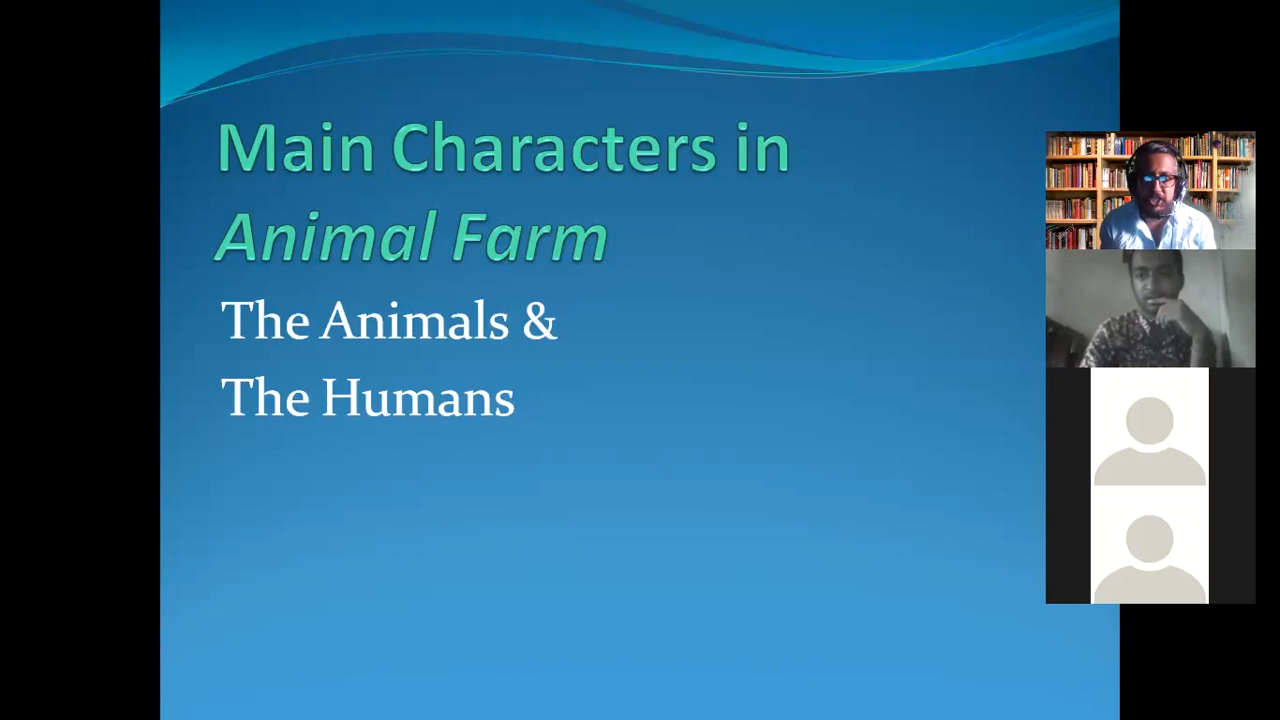 Main Characters in
Animal Farm
The Animals &
The Humans